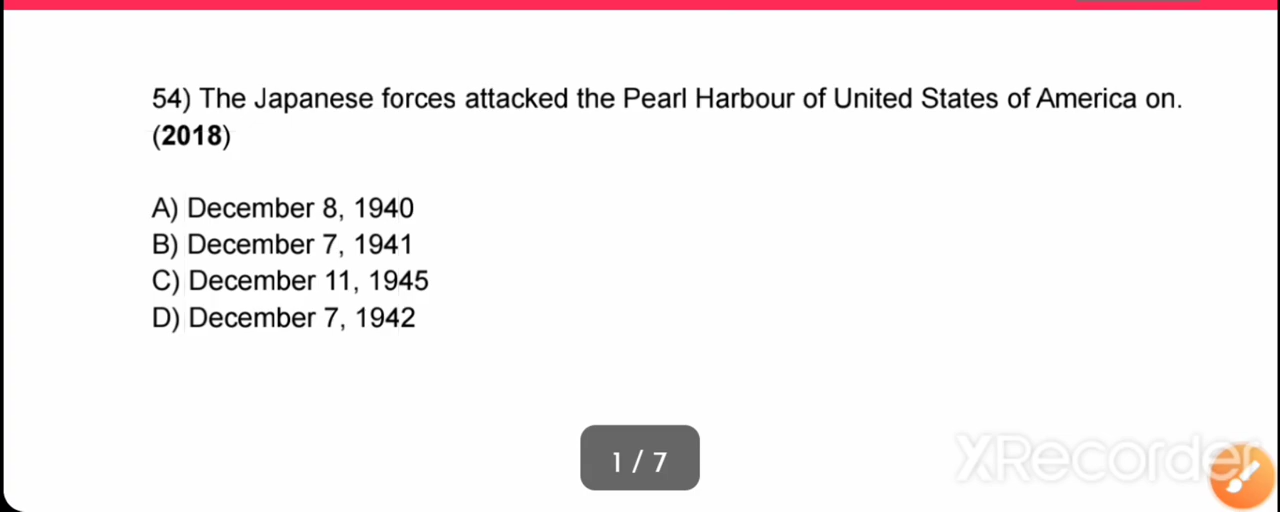 54) The Japanese forces attacked the Pearl Harbour of United States of America on.
(2018)
A) December 8, 1940
B) December 7, 1941
C) December 11, 1945
D) December 7, 1942
1 / 7
XRecorder